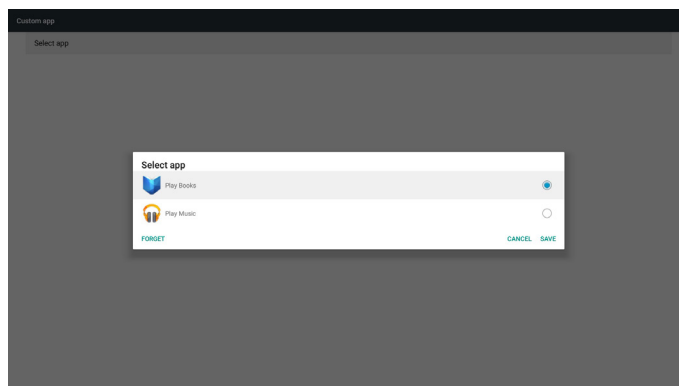 Custom app
Select app
Select app
Play Books
Play Music
FORGET CANCEL SAVE